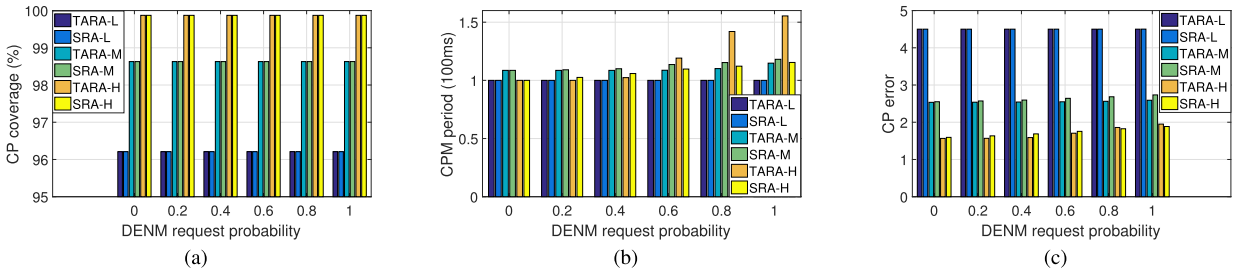 100
99
98
97
96
95
CP coverage (%)
TARA-L
SRA-L
TARA-M
SRA-M
TARA-H
SRA-H
0 0.2 0.4 0.6 0.8 1
DENM request probability
(a)
1.5
1
0.5
0
CPM period (100ms)
TARA-L
SRA-L
TARA-M
SRA-M
TARA-H
SRA-H
0 0.2 0.4 0.6 0.8 1
DENM request probability
(b)
5
4
3
2
1
0
CP error
TARA-L
SRA-L
TARA-M
SRA-M
TARA-H
SRA-H
0 0.2 0.4 0.6 0.8 1
DENM request probability
(c)